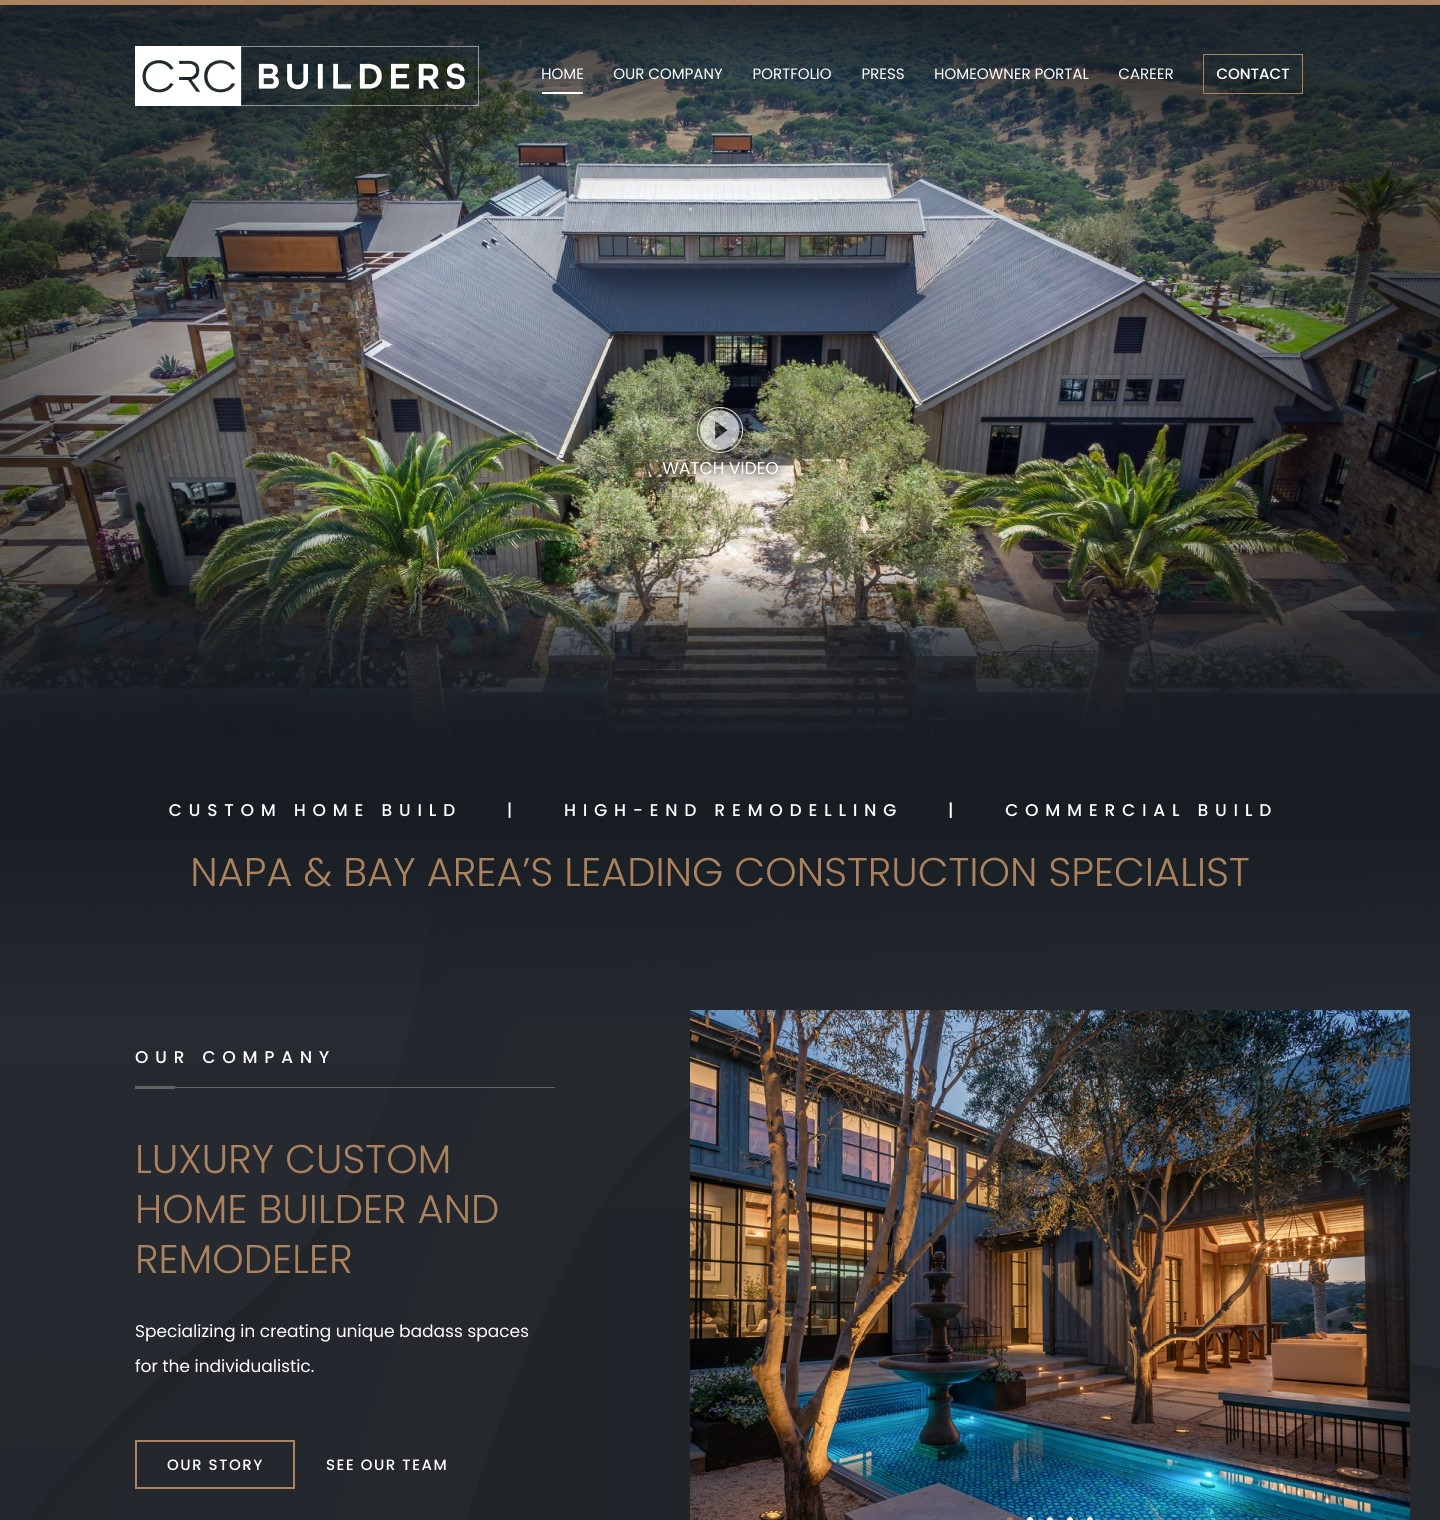 CRC BUILDERS
HOME OUR COMPANY PORTFOLIO PRESS HOMEOWNER PORTAL CAREER CONTACT
WATCH VIDEO
CUSTOM HOME BUILD | HIGH-END REMODELLING | COMMERCIAL BUILD
NAPA & BAY AREA’S LEADING CONSTRUCTION SPECIALIST
OUR COMPANY
LUXURY CUSTOM
HOME BUILDER AND
REMODELER
Specializing in creating unique badass spaces
for the individualistic.
OUR STORY SEE OUR TEAM